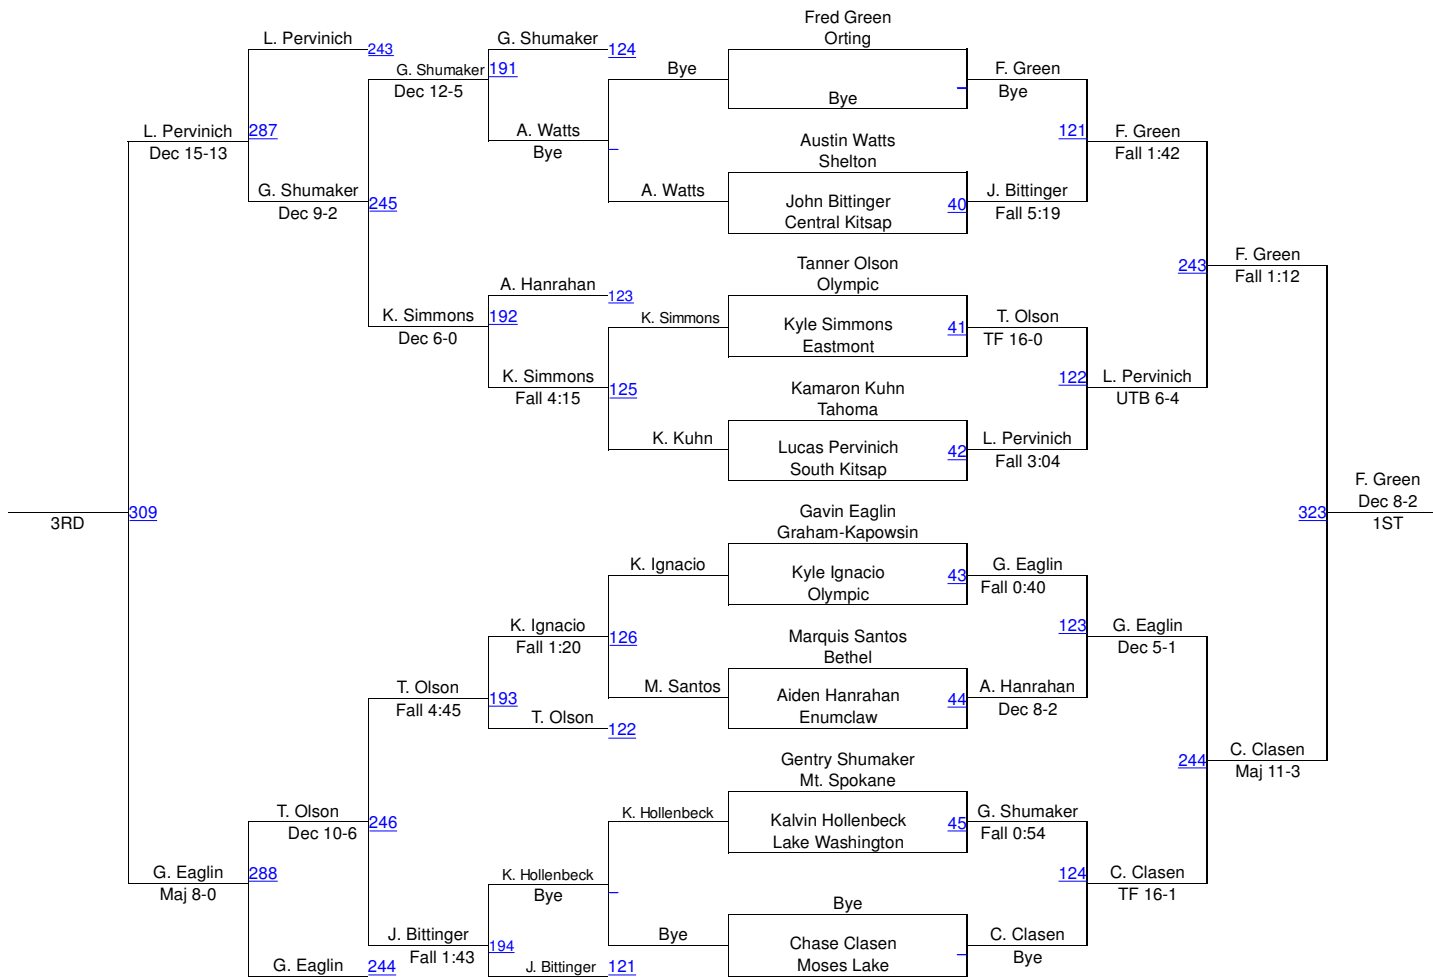 Fred Green
Orting
Bye
Austin Watts
Shelton
John Bittinger
Central Kitsap
40
Tanner Olson
Olympic
Kyle Simmons
Eastmont
41
Kamaron Kuhn
Tahoma
Lucas Pervinich
South Kitsap
42
Gavin Eaglin
Graham-Kapowsin
Kyle Ignacio
Olympic
43
Marquis Santos
Bethel
Aiden Hanrahan
Enumclaw
44
Gentry Shumaker
Mt. Spokane
Kalvin Hollenbeck
Lake Washington
45
Bye
Chase Clasen
Moses Lake
F. Green
Bye
121
J. Bittinger
Fall 5:19
T. Olson
TF 16-0
122
L. Pervinich
Fall 3:04
G. Eaglin
Fall 0:40
123
A. Hanrahan
Dec 8-2
G. Shumaker
Fall 0:54
124
C. Clasen
Bye
F. Green
Fall 1:42
243
L. Pervinich
UTB 6-4
G. Eaglin
Dec 5-1
244
C. Clasen
TF 16-1
F. Green
Fall 1:12
323
C. Clasen
Maj 11-3
F. Green
Dec 8-2
1ST
Bye
A. Watts
K. Simmons
125
K. Kuhn
K. Ignacio
126
M. Santos
K. Hollenbeck
Bye
G. Shumaker
124
191
A. Watts
Bye
A. Hanrahan
123
192
K. Simmons
Fall 4:15
K. Ignacio
Fall 1:20
193
T. Olson
122
K. Hollenbeck
Bye
194
J. Bittinger
121
G. Shumaker
Dec 12-5
245
K. Simmons
Dec 6-0
T. Olson
Fall 4:45
246
J. Bittinger
Fall 1:43
L. Pervinich
243
287
G. Shumaker
Dec 9-2
T. Olson
Dec 10-6
288
G. Eaglin
244
L. Pervinich
Dec 15-13
309
G. Eaglin
Maj 8-0
3RD